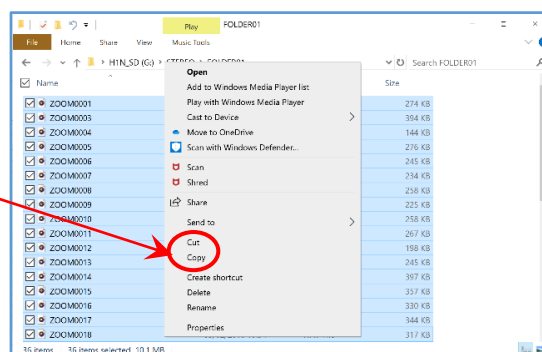 Play FOLDER01
File Home Share View Music Tools
H1N_SD (G:) > STEREO > FOLDER01 Search FOLDER01
Name Size
ZOOM0001 274 KB
ZOOM0003 394 KB
ZOOM0004 144 KB
ZOOM0005 276 KB
ZOOM0006 245 KB
ZOOM0007 234 KB
ZOOM0008 258 KB
ZOOM0009 225 KB
ZOOM0010 258 KB
ZOOM0011 267 KB
ZOOM0012 198 KB
ZOOM0013 245 KB
ZOOM0014 397 KB
ZOOM0015 357 KB
ZOOM0016 330 KB
ZOOM0017 344 KB
ZOOM0018 317 KB
36 items 36 items selected 10.1 MB
Open
Add to Windows Media Player list
Play with Windows Media Player
Cast to Device
Move to OneDrive
Scan with Windows Defender...
Scan
Shred
Share
Send to
Cut
Copy
Create shortcut
Delete
Rename
Properties